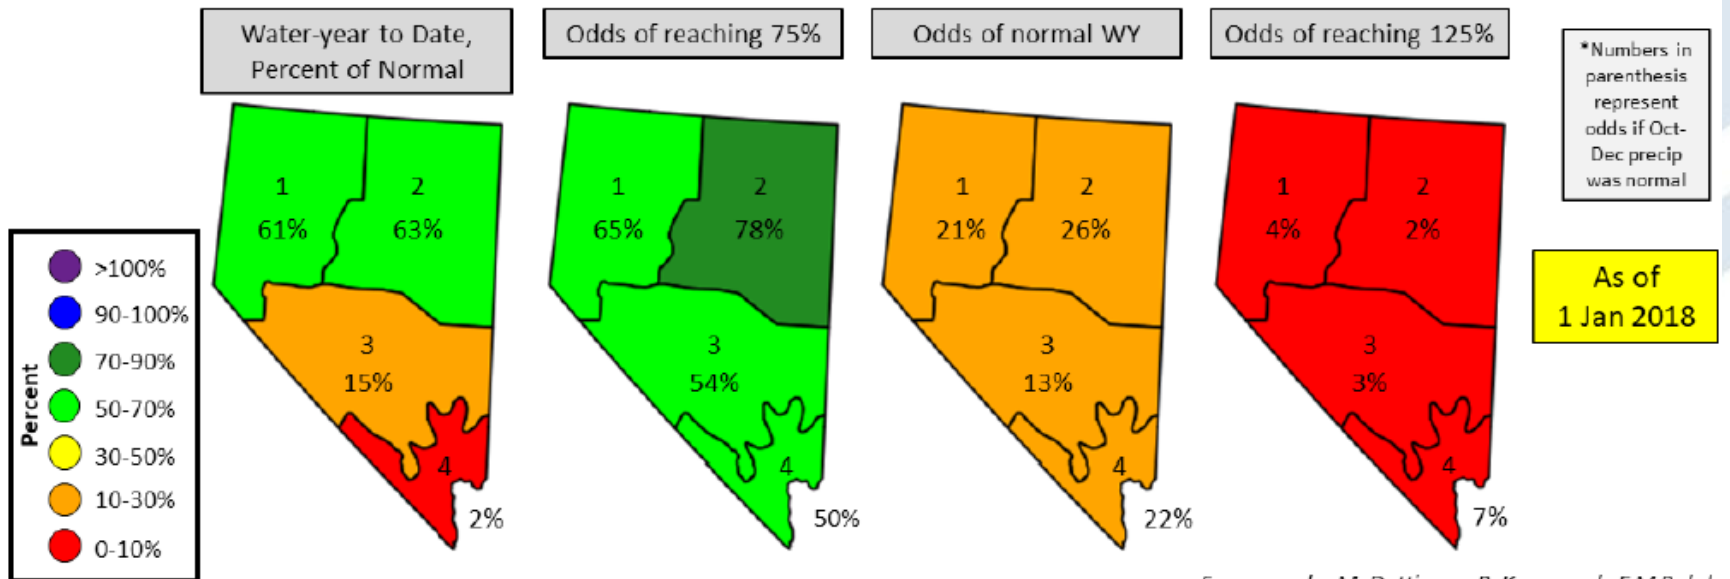 Water-year to Date,
Percent of Normal
Odds of reaching 75%
Odds of normal WY
Odds of reaching 125%
*Numbers in
parenthesis
represent
odds if Oct-
Dec precip
was normal
As of
1 Jan 2018
Percent
>100%
90-100%
70-90%
50-70%
30-50%
10-30%
0-10%
1
61%
2
63%
3
15%
4
2%
1
65%
2
78%
3
54%
4
50%
1
21%
2
26%
3
13%
4
22%
1
4%
2
2%
3
3%
4
7%